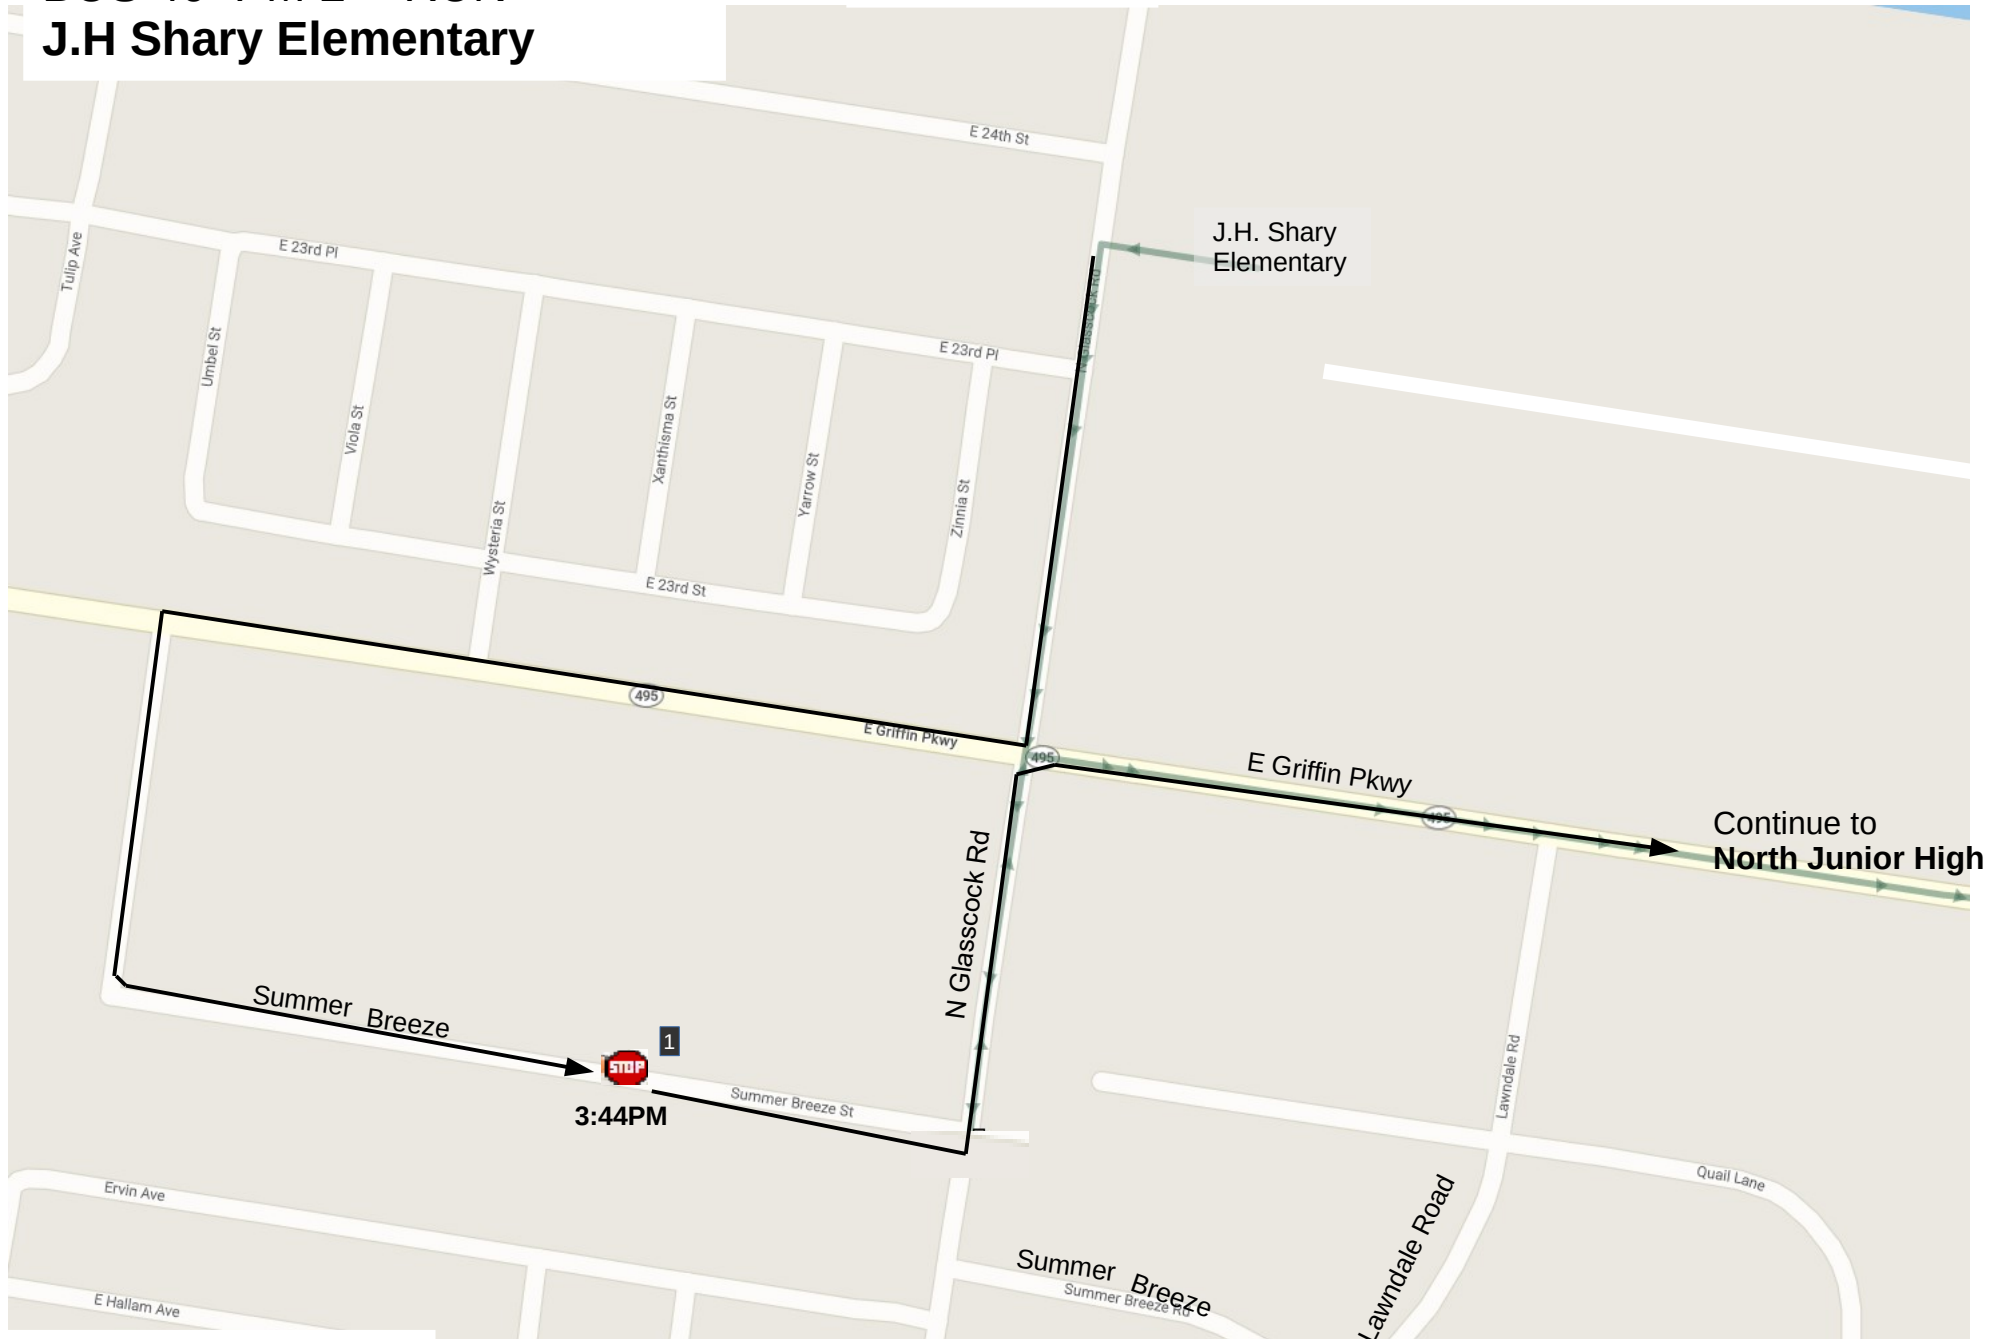 J.H Shary Elementary
E 24th St
J.H. Shary
Elementary
Tulip Ave
E 23rd Pl
N Glasscock Rd
Umbel St
E 23rd Pl
Viola St
Xanthisma St
Yarrow St
Zinnia St
Wysteria St
E 23rd St
495
E Griffin Pkwy
495
E Griffin Pkwy
495
Continue to
North Junior High
N Glasscock Rd
Summer Breeze
1
STOP
3:44PM
Summer Breeze St
Lawndale Rd
Quail Lane
Ervin Ave
Lawndale Road
Summer Breeze
Summer Breeze Rd
E Hallam Ave